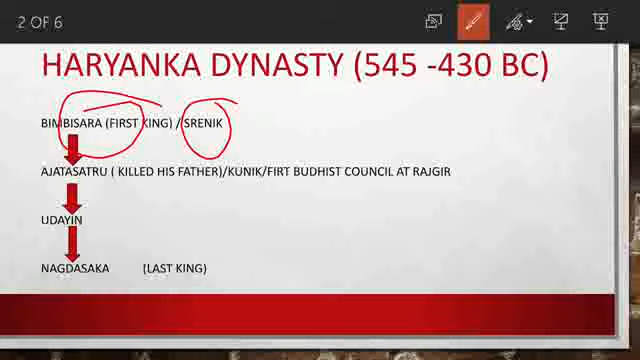 2 OF 6
HARYANKA DYNASTY (545 -430 BC)
BIMBISARA (FIRST KING) / SRENIK
AJATASATRU ( KILLED HIS FATHER)/KUNIK/FIRT BUDHIST COUNCIL AT RAJGIR
UDAYIN
NAGDASAKA (LAST KING)